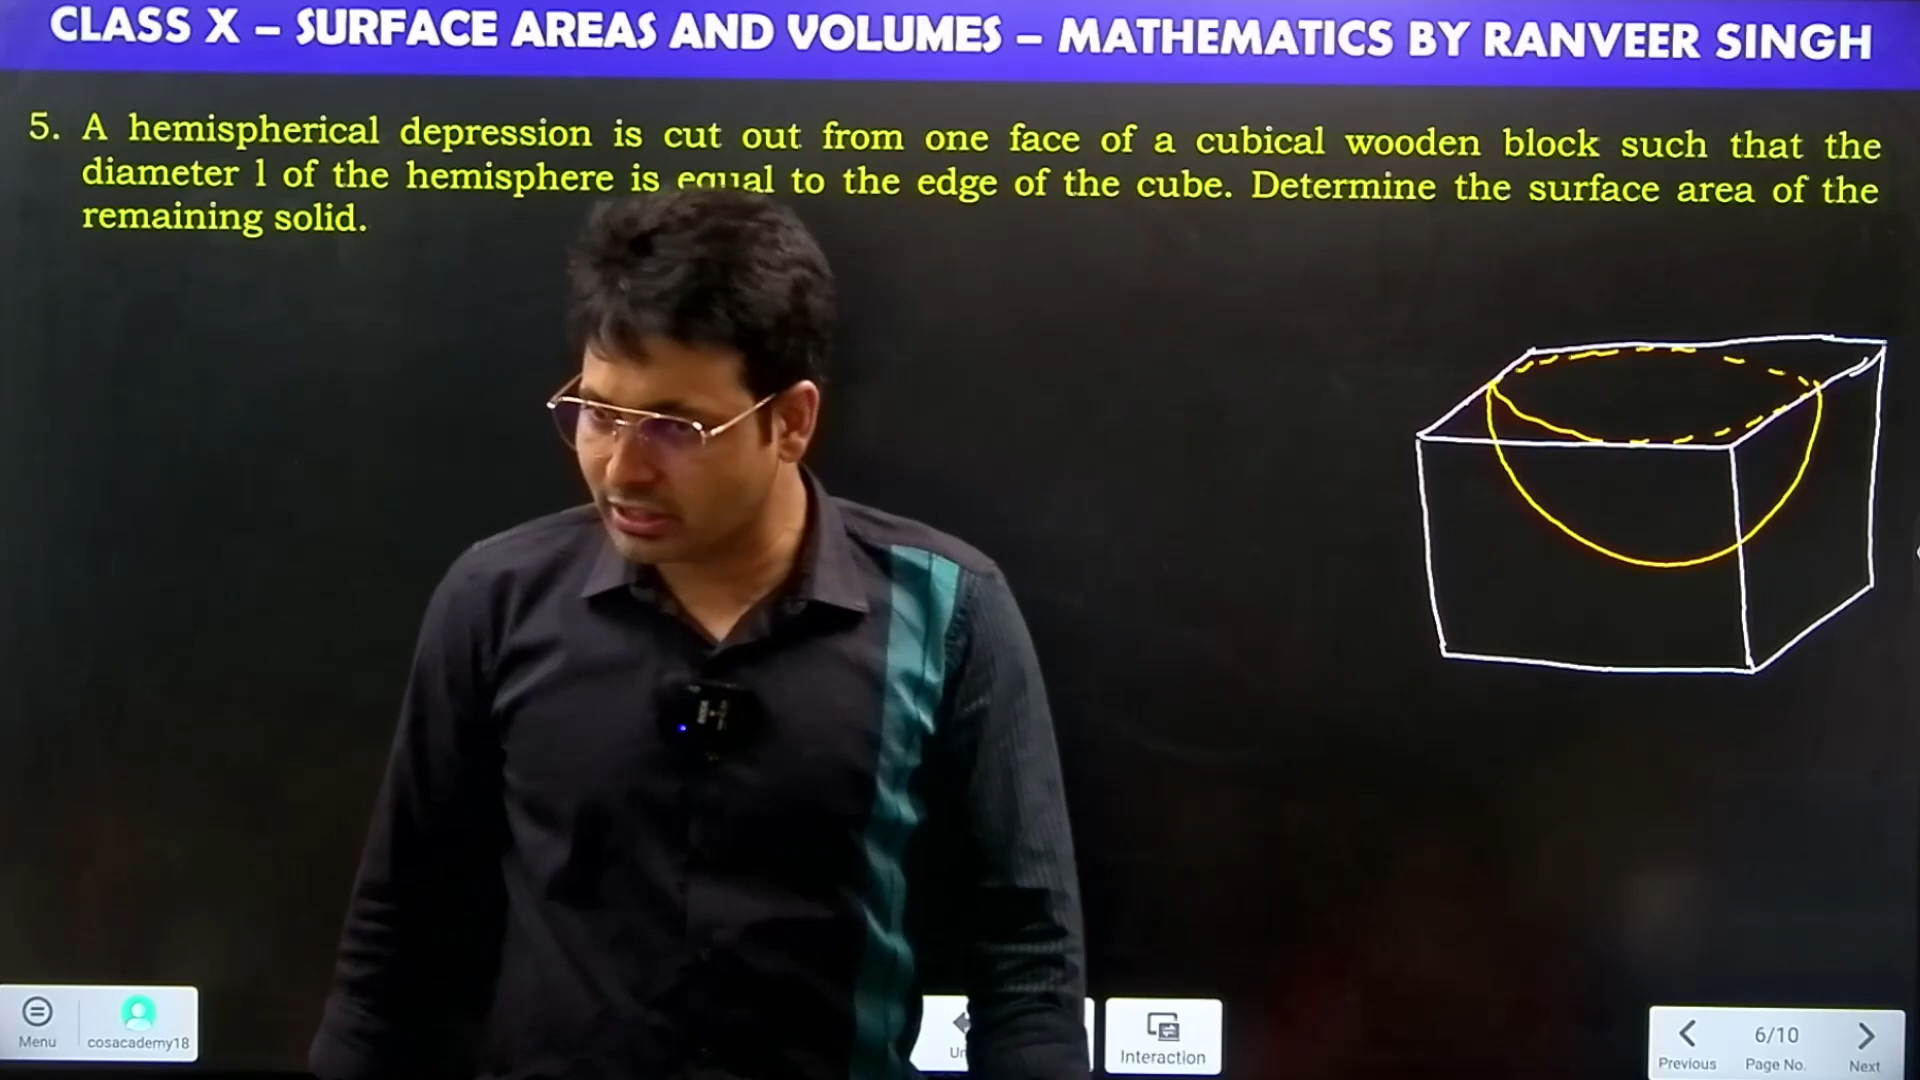 CLASS X – SURFACE AREAS AND VOLUMES – MATHEMATICS BY RANVEER SINGH
5. A hemispherical depression is cut out from one face of a cubical wooden block such that the
diameter l of the hemisphere is equal to the edge of the cube. Determine the surface area of the
remaining solid.
Menu
cosacademy18
Interaction
6/10
Previous
Page No.
Next